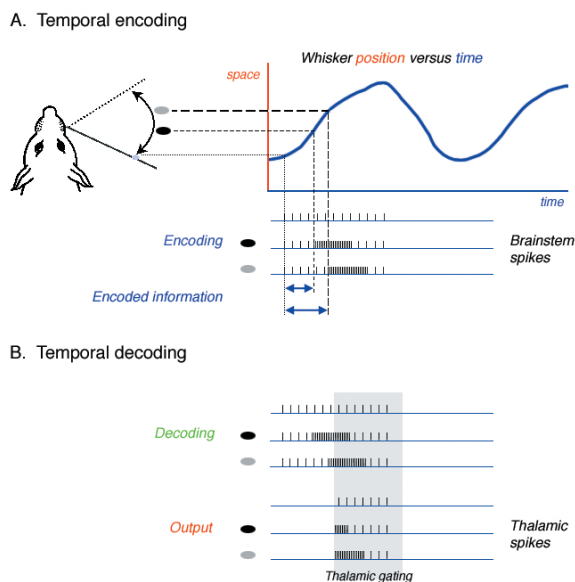 A. Temporal encoding
Whisker position versus time
space
time
Encoding
Brainstem
spikes
Encoded information
B. Temporal decoding
Decoding
Output
Thalamic
spikes
Thalamic gating